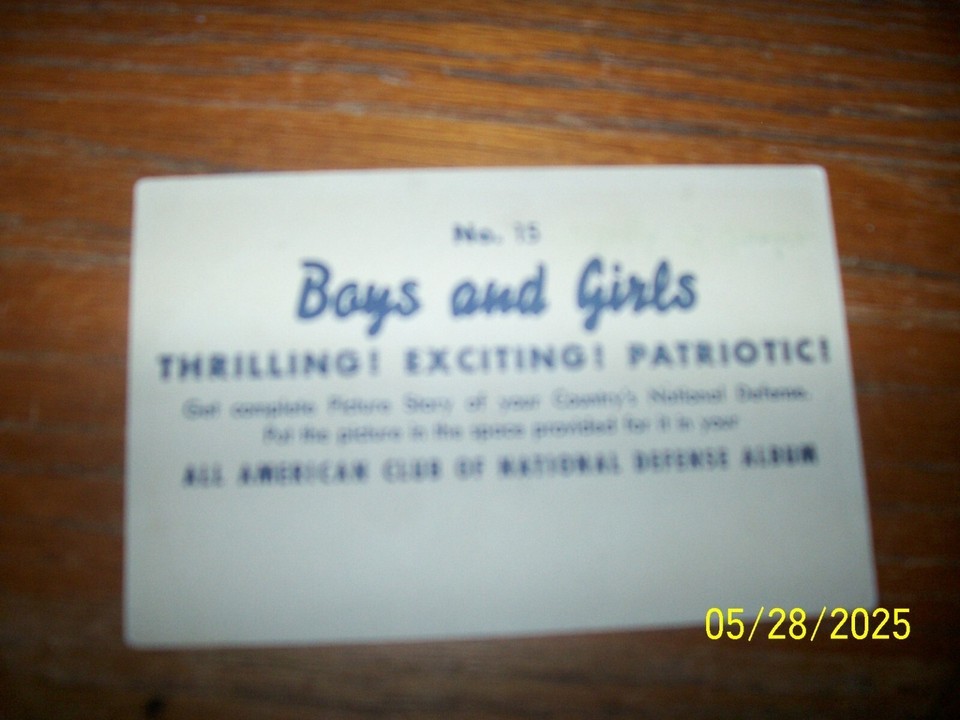 No. 15
Boys and Girls
THRILLING! EXCITING! PATRIOTIC!
Get complete Picture Story of your Country's National Defense.
Put the picture in the space provided for it in your
ALL AMERICAN CLUB OF NATIONAL DEFENSE ALBUM
05/28/2025